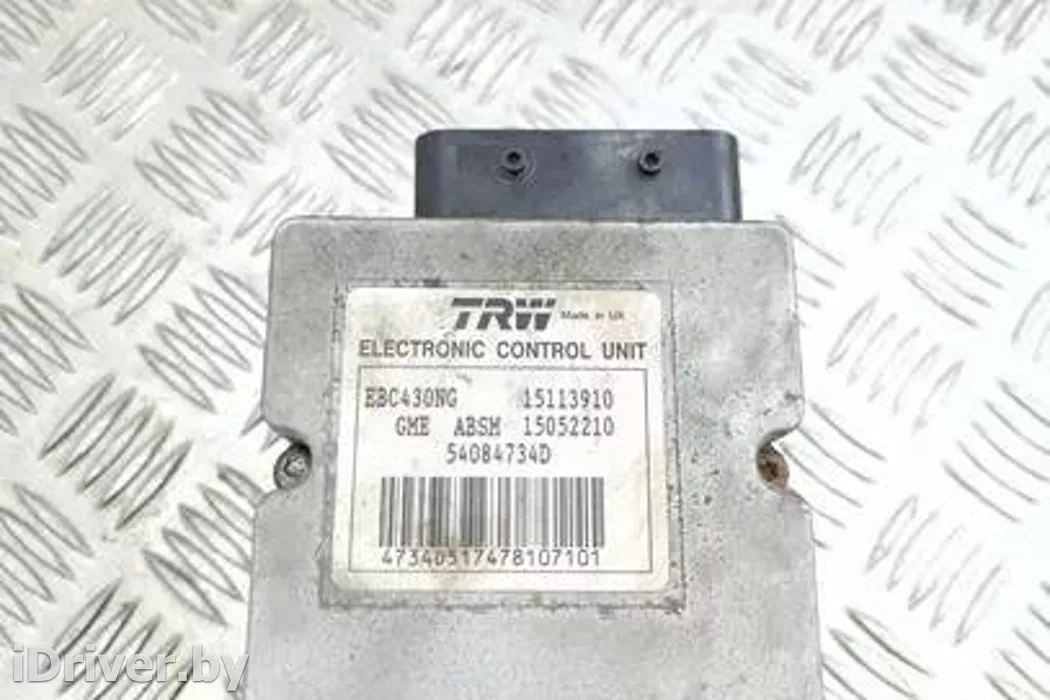 TRW Made in UK
ELECTRONIC CONTROL UNIT
EBC430NG 15113910
GME ABSM 15052210
54084734D
47340517478107101
iDriver.by